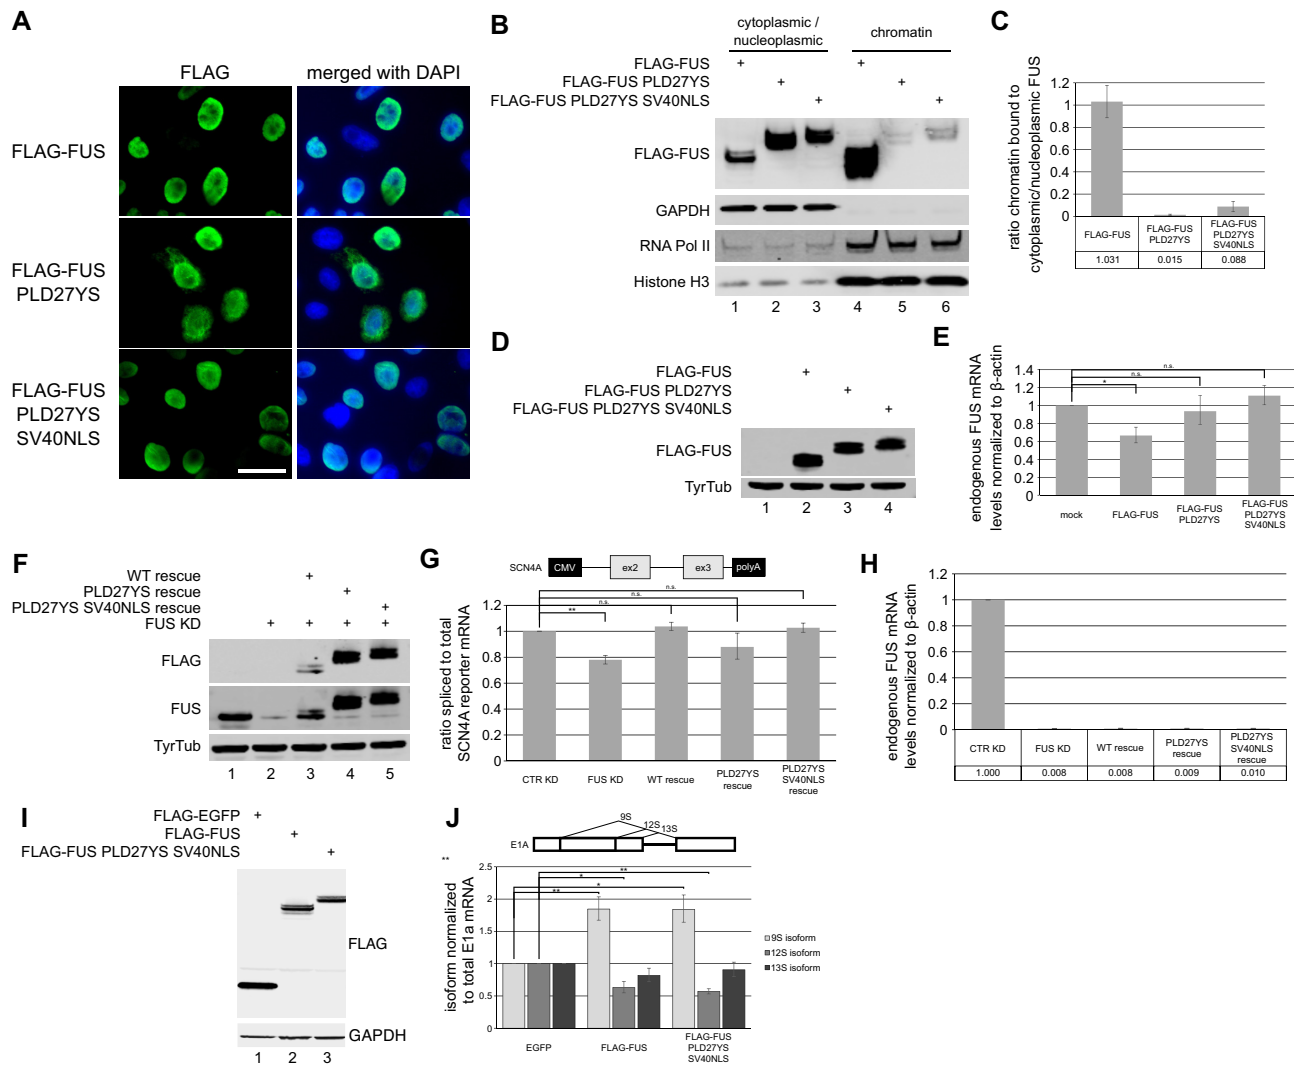 A
FLAG
merged with DAPI
FLAG-FUS
FLAG-FUS
PLD27YS
FLAG-FUS
PLD27YS
SV40NLS
B
cytoplasmic /
nucleoplasmic
chromatin
FLAG-FUS + +
FLAG-FUS PLD27YS + +
FLAG-FUS PLD27YS SV40NLS + +
FLAG-FUS
GAPDH
RNA Pol II
Histone H3
1 2 3 4 5 6
C
ratio chromatin bound to
cytoplasmic/nucleoplasmic FUS
1.2
1
0.8
0.6
0.4
0.2
0
FLAG-FUS
FLAG-FUS
PLD27YS
FLAG-FUS
PLD27YS
SV40NLS
1.031 0.015 0.088
D
FLAG-FUS +
FLAG-FUS PLD27YS +
FLAG-FUS PLD27YS SV40NLS +
FLAG-FUS
TyrTub
1 2 3 4
E
endogenous FUS mRNA
levels normalized to β-actin
n.s.
n.s.
*
1.4
1.2
1
0.8
0.6
0.4
0.2
0
mock
FLAG-FUS
FLAG-FUS
PLD27YS
FLAG-FUS
PLD27YS
SV40NLS
F
WT rescue +
PLD27YS rescue +
PLD27YS SV40NLS rescue +
FUS KD + + + +
FLAG
*
FUS
TyrTub
1 2 3 4 5
G
SCN4A CMV ex2 ex3 polyA
ratio spliced to total
SCN4A reporter mRNA
n.s.
n.s.
n.s.
**
1.2
1
0.8
0.6
0.4
0.2
0
CTR KD
FUS KD
WT rescue
PLD27YS
rescue
PLD27YS
SV40NLS
rescue
H
endogenous FUS mRNA
levels normalized to β-actin
1.2
1
0.8
0.6
0.4
0.2
0
CTR KD
FUS KD
WT rescue
PLD27YS
rescue
PLD27YS
SV40NLS
rescue
1.000 0.008 0.008 0.009 0.010
I
FLAG-EGFP +
FLAG-FUS +
FLAG-FUS PLD27YS SV40NLS +
FLAG
GAPDH
1 2 3
J
9S
12S
13S
E1A
**
isoform normalized
to total E1a mRNA
**
*
*
**
2.5
2
1.5
1
0.5
0
EGFP
FLAG-FUS
FLAG-FUS
PLD27YS
SV40NLS
9S isoform
12S isoform
13S isoform